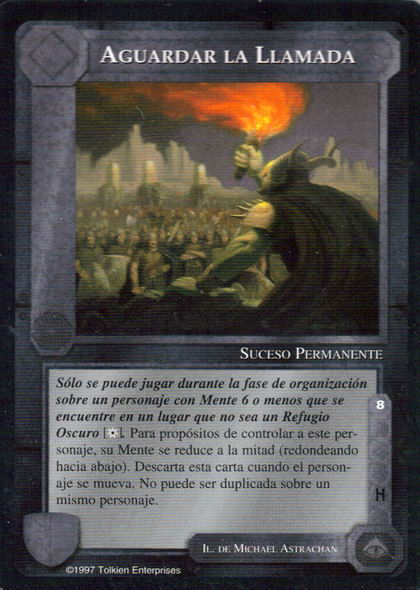 AGUARDAR LA LLAMADA
SUCESO PERMANENTE
Sólo se puede jugar durante la fase de organización
sobre un personaje con Mente 6 o menos que se
encuentre en un lugar que no sea un Refugio
Oscuro []. Para propósitos de controlar a este per-
sonaje, su Mente se reduce a la mitad (redondeando
hacia abajo). Descarta esta carta cuando el person-
aje se mueva. No puede ser duplicada sobre un
mismo personaje.
8
H
IL. DE MICHAEL ASTRACHAN
©1997 Tolkien Enterprises